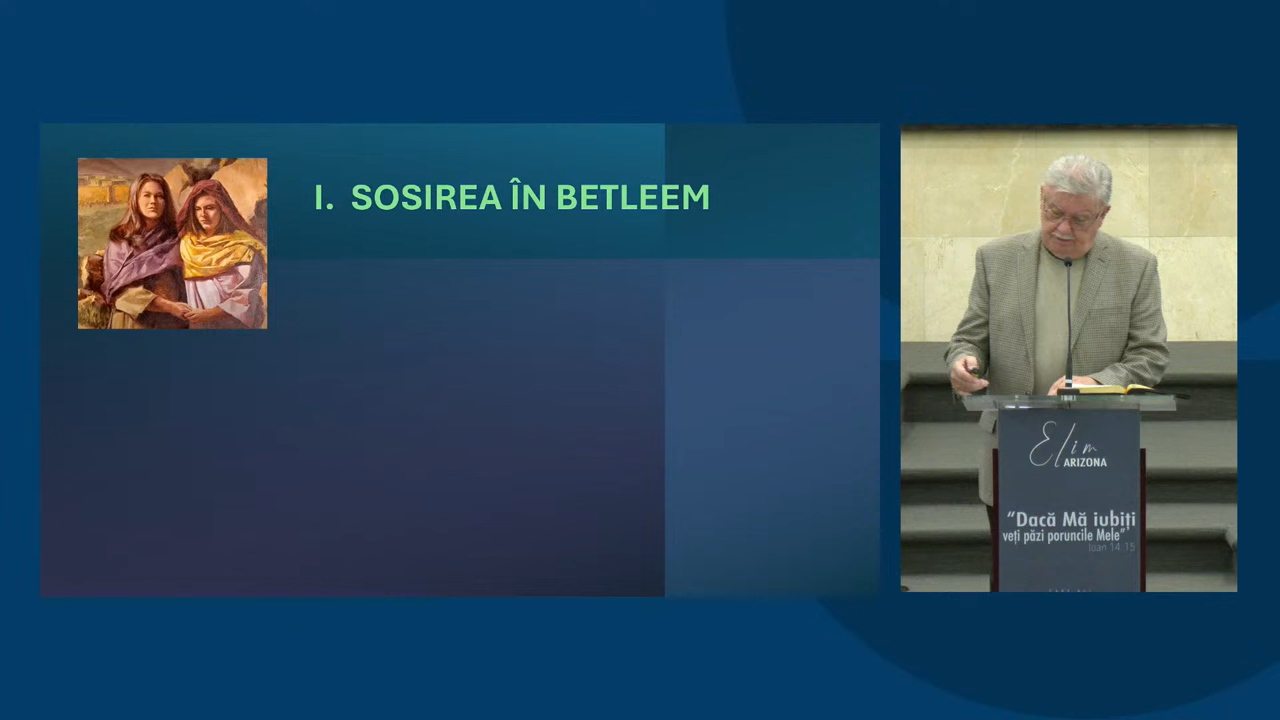 I. SOSIREA ÎN BETLEEM
Elim
ARIZONA
“Dacă Mă iubiți
veți păzi poruncile Mele”
Ioan 14:15